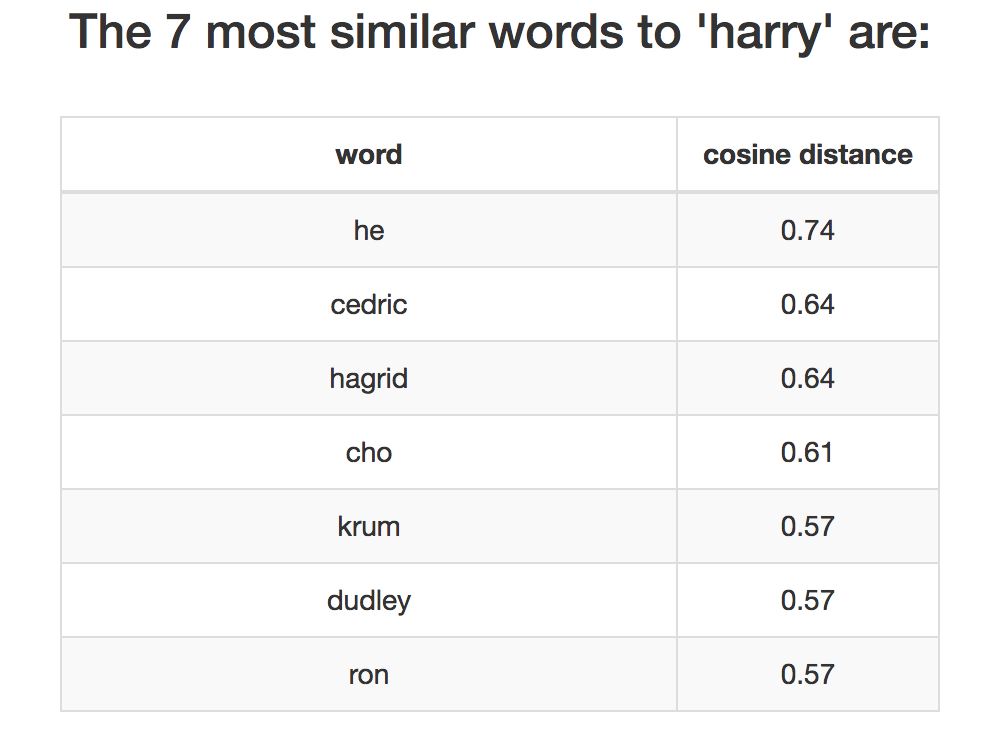 The 7 most similar words to 'harry' are:
word cosine distance
he 0.74
cedric 0.64
hagrid 0.64
cho 0.61
krum 0.57
dudley 0.57
ron 0.57